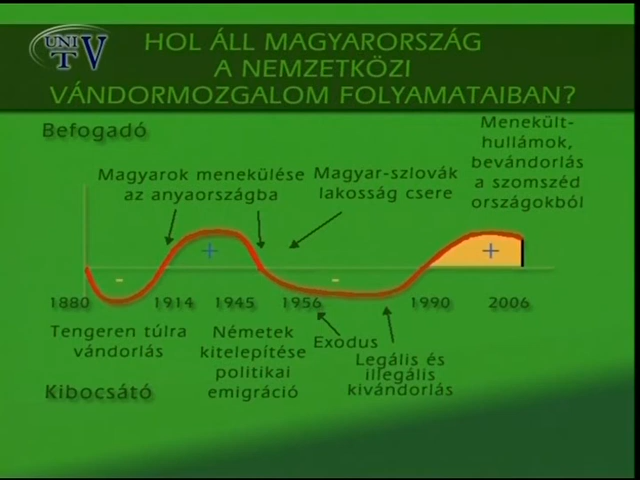 UNI
TV
HOL ÁLL MAGYARORSZÁG
A NEMZETKÖZI
VÁNDORMOZGALOM FOLYAMATAIBAN?
Befogadó
Menekült-
hullámok,
bevándorlás
a szomszéd
országokból
Magyarok menekülése
az anyaországba
Magyar-szlovák
lakosság csere
+
+
-
-
1880
1914
1945
1956
1990
2006
Tengeren túlra
vándorlás
Németek
kitelepítése
politikai
emigráció
Exodus
Legális és
illegális
kivándorlás
Kibocsátó